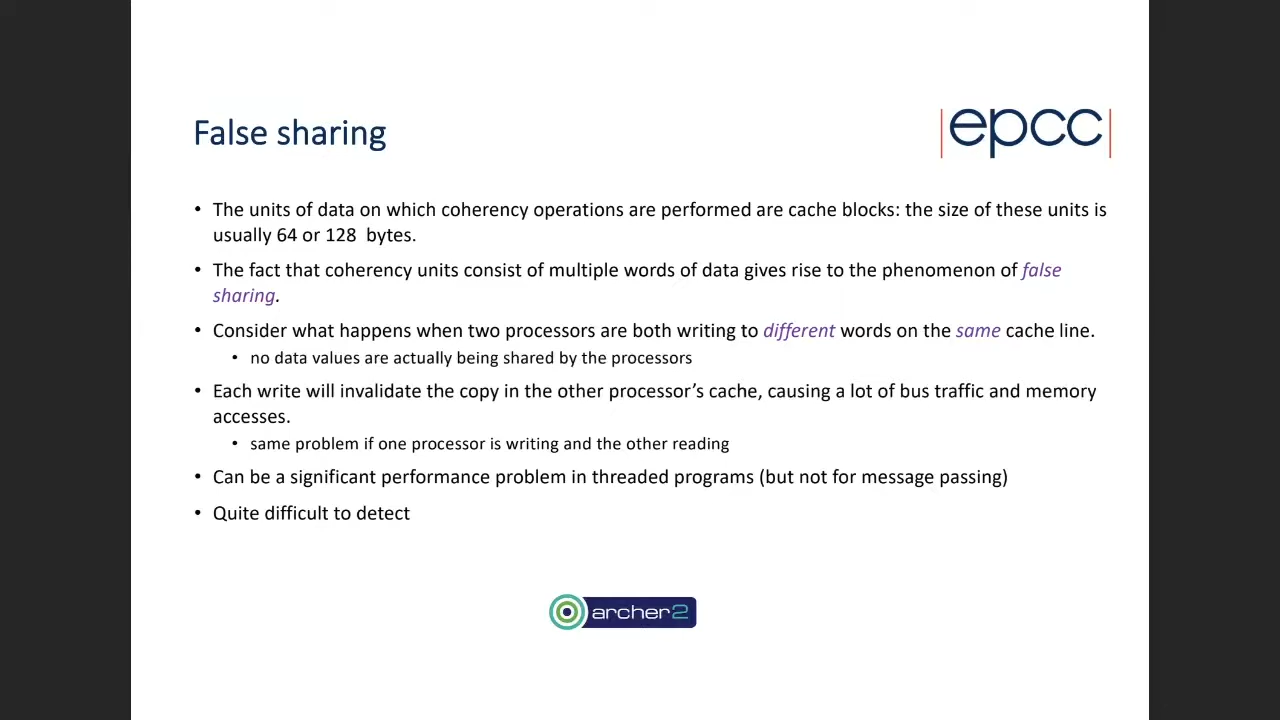 False sharing
|epcc|
• The units of data on which coherency operations are performed are cache blocks: the size of these units is
usually 64 or 128 bytes.
• The fact that coherency units consist of multiple words of data gives rise to the phenomenon of false
sharing.
• Consider what happens when two processors are both writing to different words on the same cache line.
• no data values are actually being shared by the processors
• Each write will invalidate the copy in the other processor’s cache, causing a lot of bus traffic and memory
accesses.
• same problem if one processor is writing and the other reading
• Can be a significant performance problem in threaded programs (but not for message passing)
• Quite difficult to detect
archer2